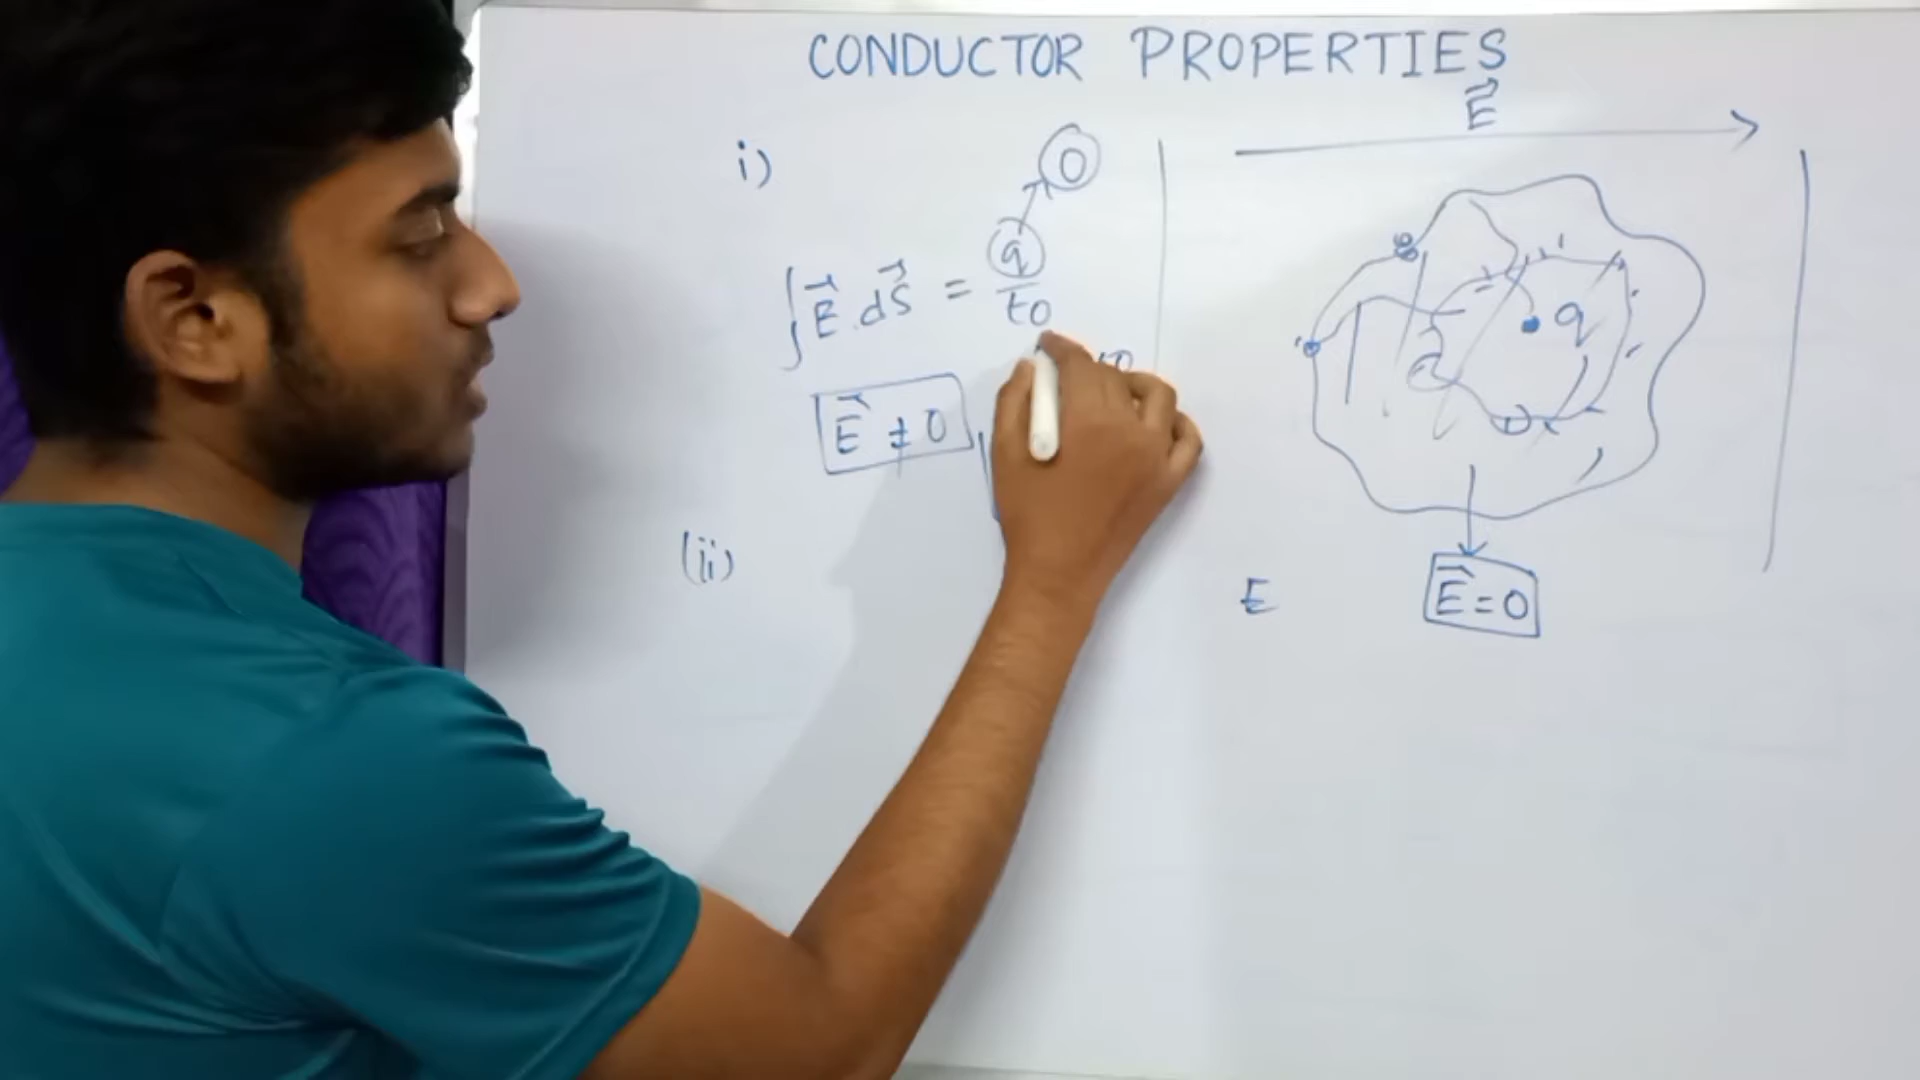 CONDUCTOR PROPERTIES
i)
0
∫ E⃗ . dS⃗ = q/ϵ0
E⃗ ≠ 0
(ii)
E⃗
q
E
E⃗ = 0